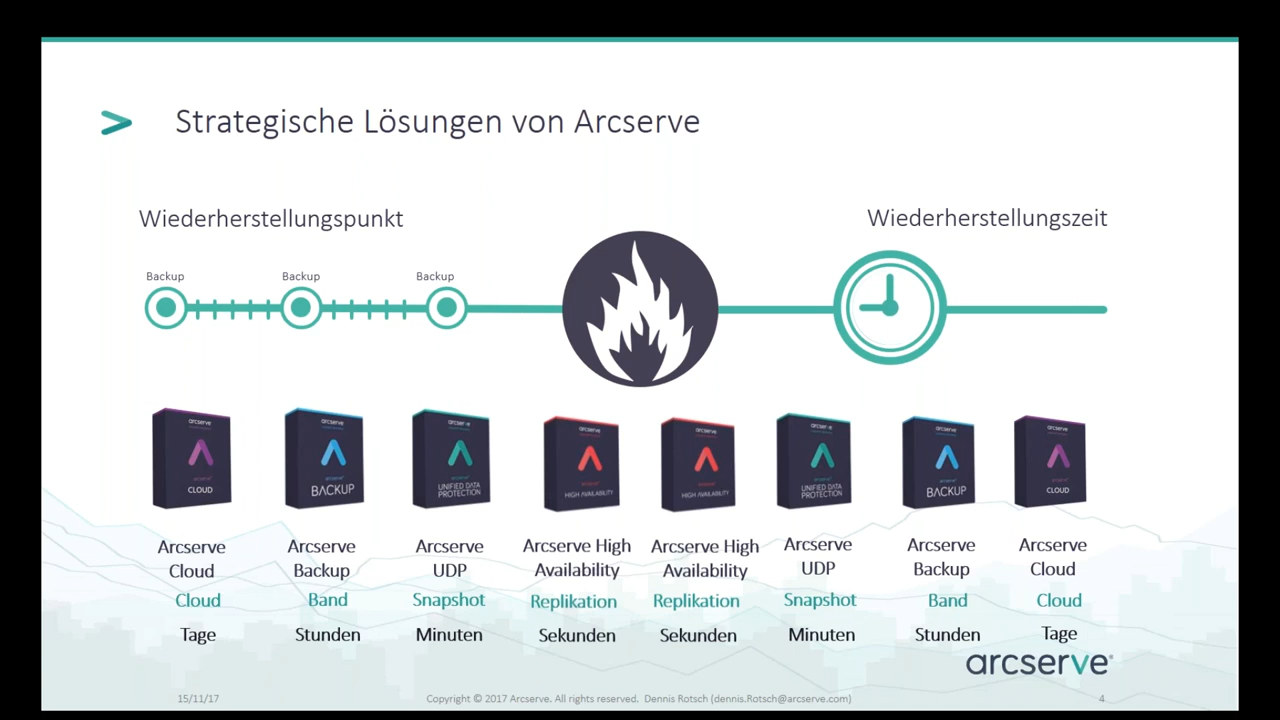 Strategische Lösungen von Arcserve
Wiederherstellungspunkt
Wiederherstellungszeit
Backup
Backup
Backup
arcserve
CLOUD
arcserve
BACKUP
arcserve
UNIFIED DATA
PROTECTION
arcserve
HIGH AVAILABILITY
arcserve
HIGH AVAILABILITY
arcserve
UNIFIED DATA
PROTECTION
arcserve
BACKUP
arcserve
CLOUD
Arcserve
Cloud
Cloud
Tage
Arcserve
Backup
Band
Stunden
Arcserve
UDP
Snapshot
Minuten
Arcserve High
Availability
Replikation
Sekunden
Arcserve High
Availability
Replikation
Sekunden
Arcserve
UDP
Snapshot
Minuten
Arcserve
Backup
Band
Stunden
Arcserve
Cloud
Cloud
Tage
arcserve®
15/11/17
Copyright © 2017 Arcserve. All rights reserved. Dennis Rotsch (dennis.Rotsch@arcserve.com)
4